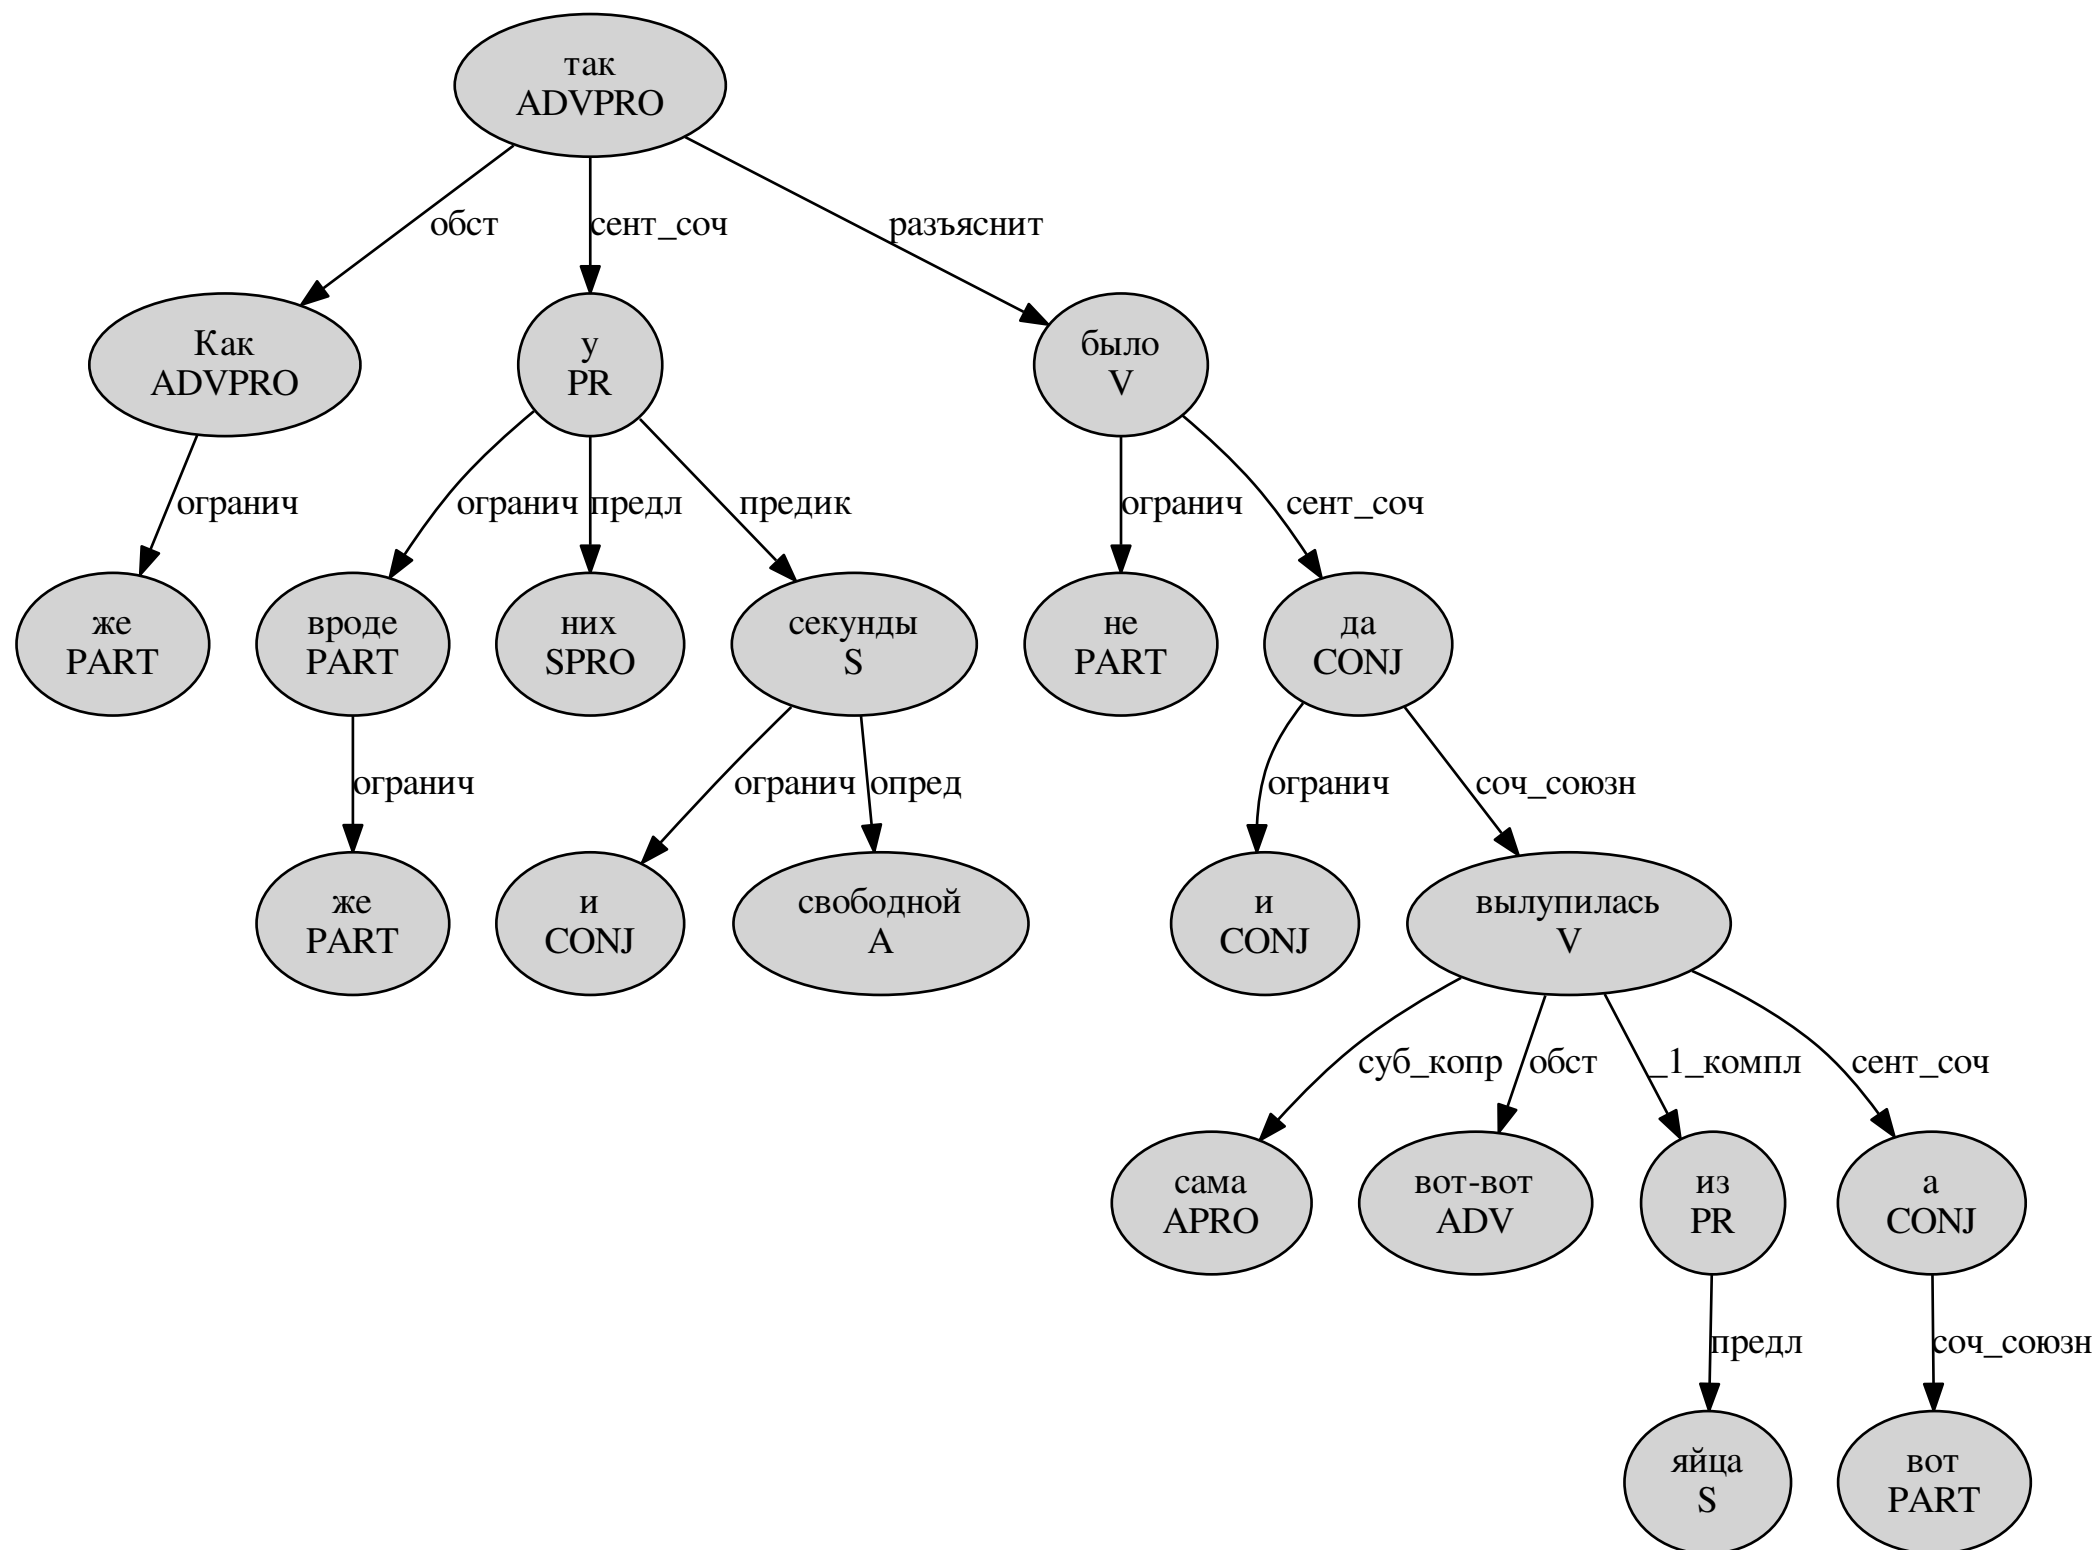 так
ADVPRO
обст
сент_соч
разъяснит
Как
ADVPRO
у
PR
было
V
огранич
огранич
предл
предик
огранич
сент_соч
же
PART
вроде
PART
них
SPRO
секунды
S
не
PART
да
CONJ
огранич
огранич
опред
огранич
соч_союзн
же
PART
и
CONJ
свободной
A
и
CONJ
вылупилась
V
суб_копр
обст
_1_компл
сент_соч
сама
APRO
вот-вот
ADV
из
PR
а
CONJ
предл
соч_союзн
яйца
S
вот
PART